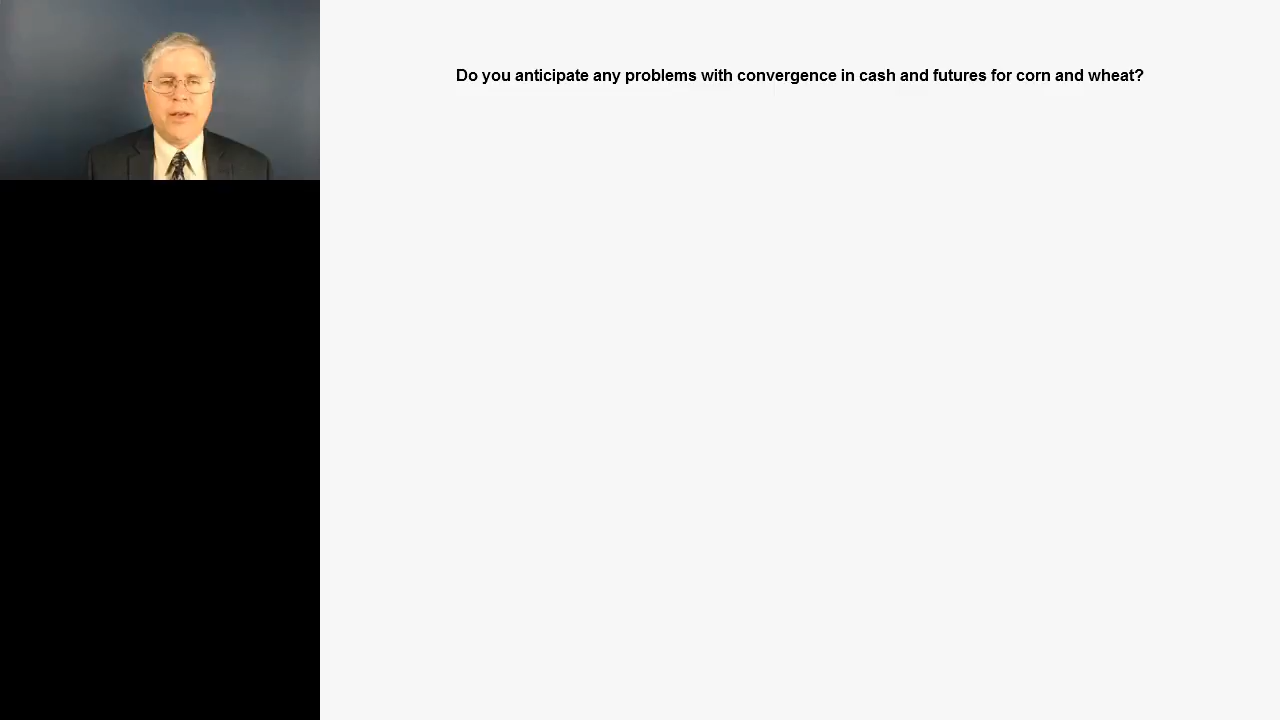 Do you anticipate any problems with convergence in cash and futures for corn and wheat?